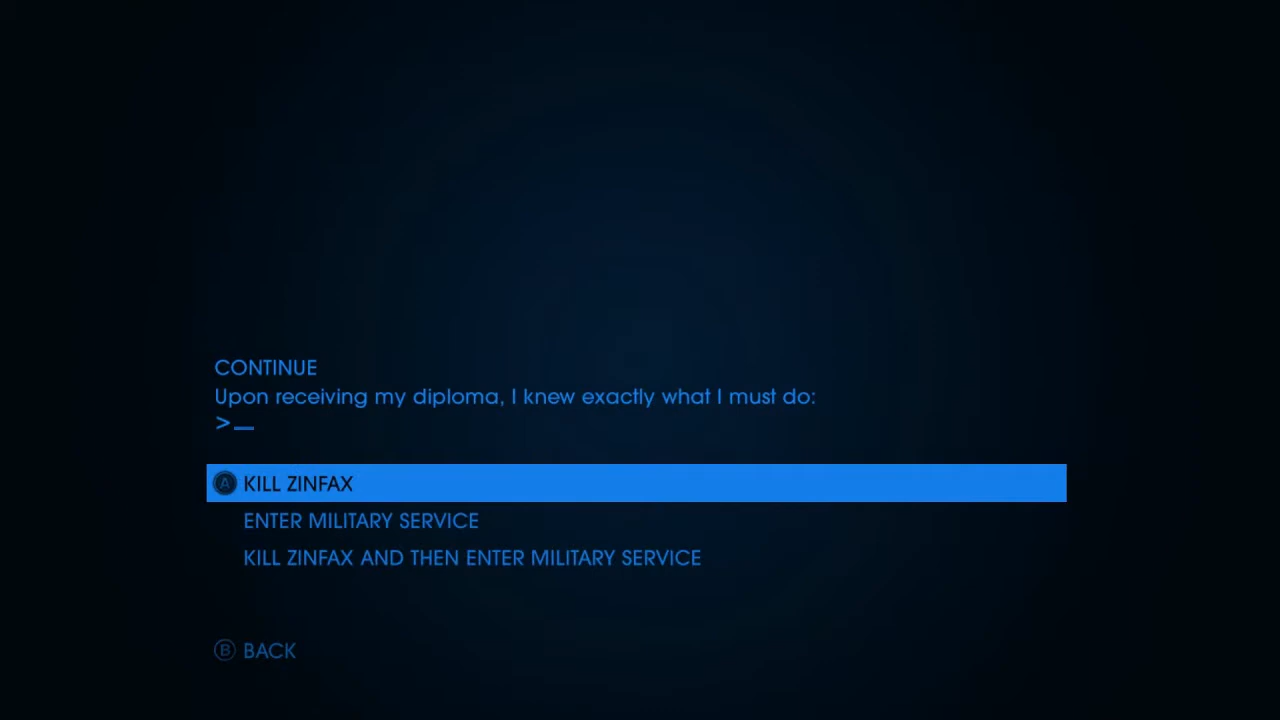 CONTINUE
Upon receiving my diploma, I knew exactly what I must do:
>_
A KILL ZINFAX
ENTER MILITARY SERVICE
KILL ZINFAX AND THEN ENTER MILITARY SERVICE
B BACK